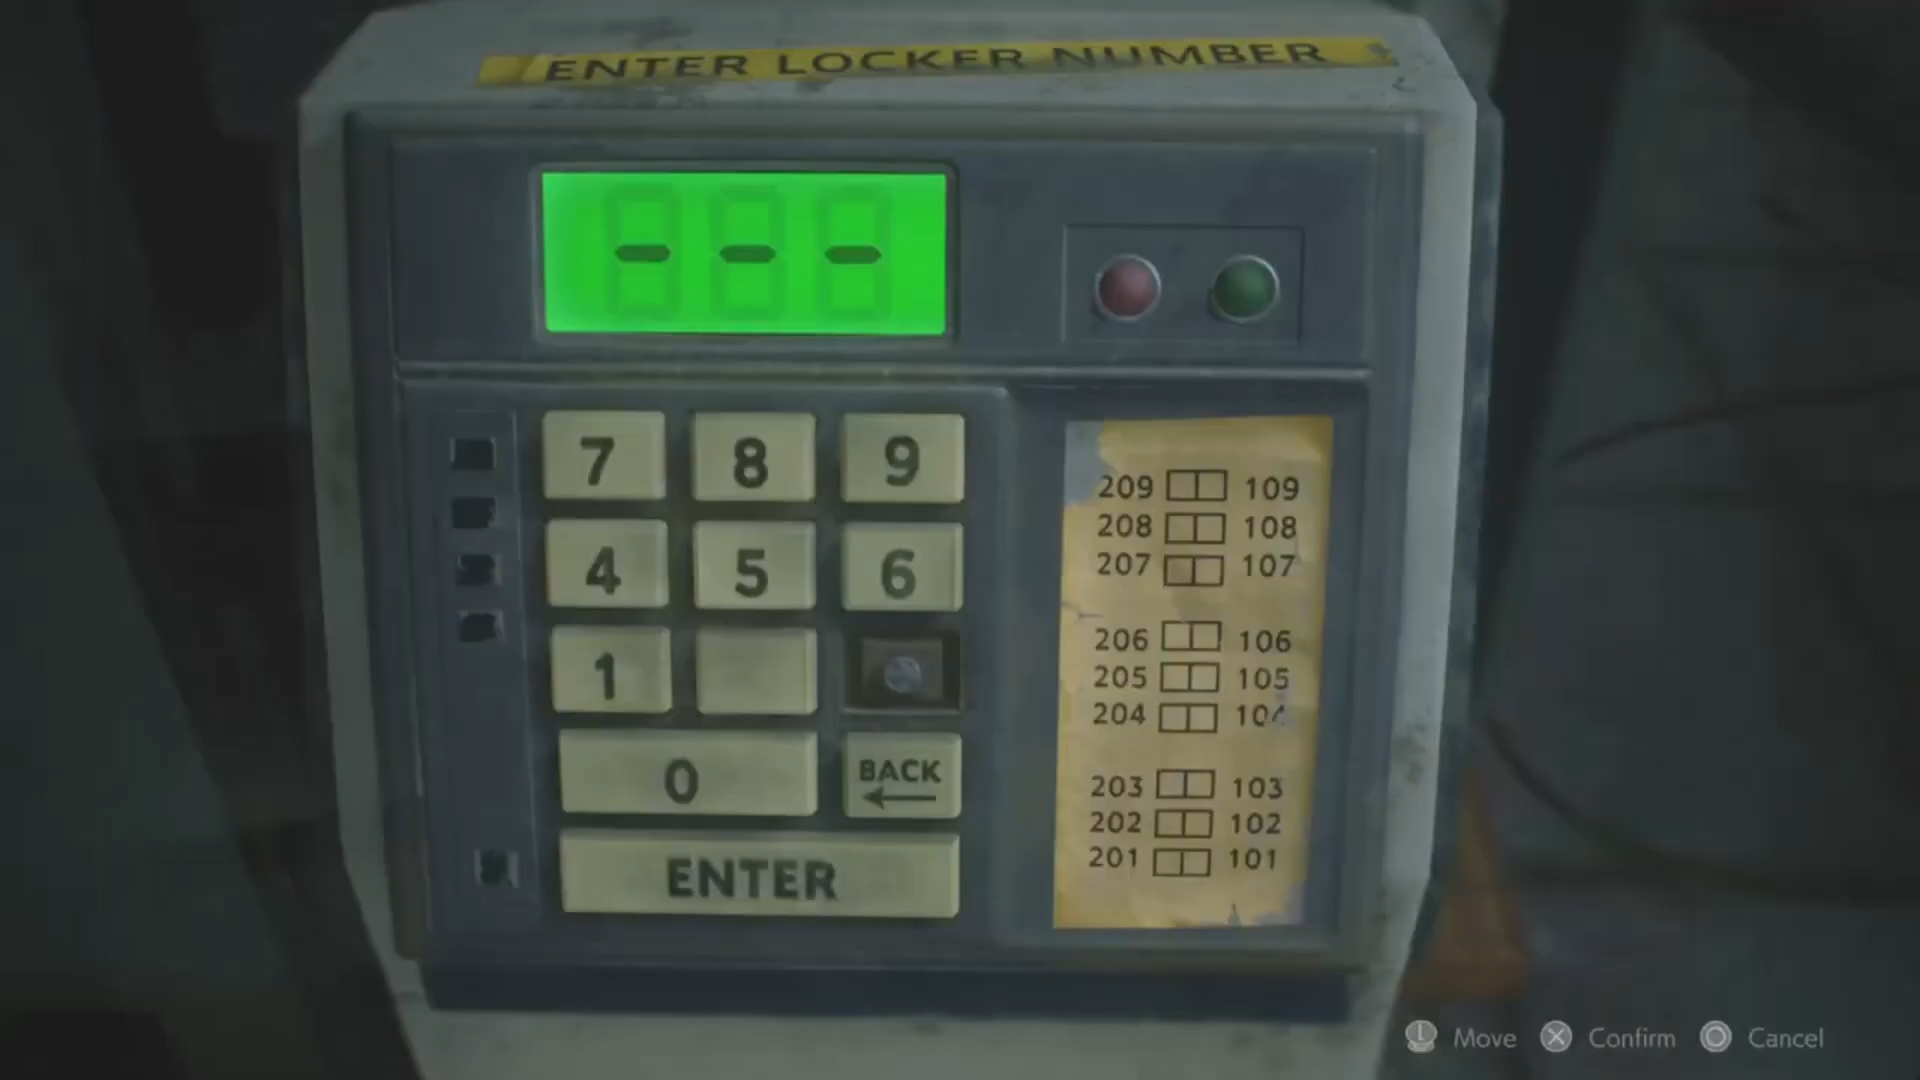 ENTER LOCKER NUMBER
- - -
7 8 9
4 5 6
1
0 BACK
ENTER
209 109
208 108
207 107
206 106
205 105
204 104
203 103
202 102
201 101
L Move Confirm Cancel